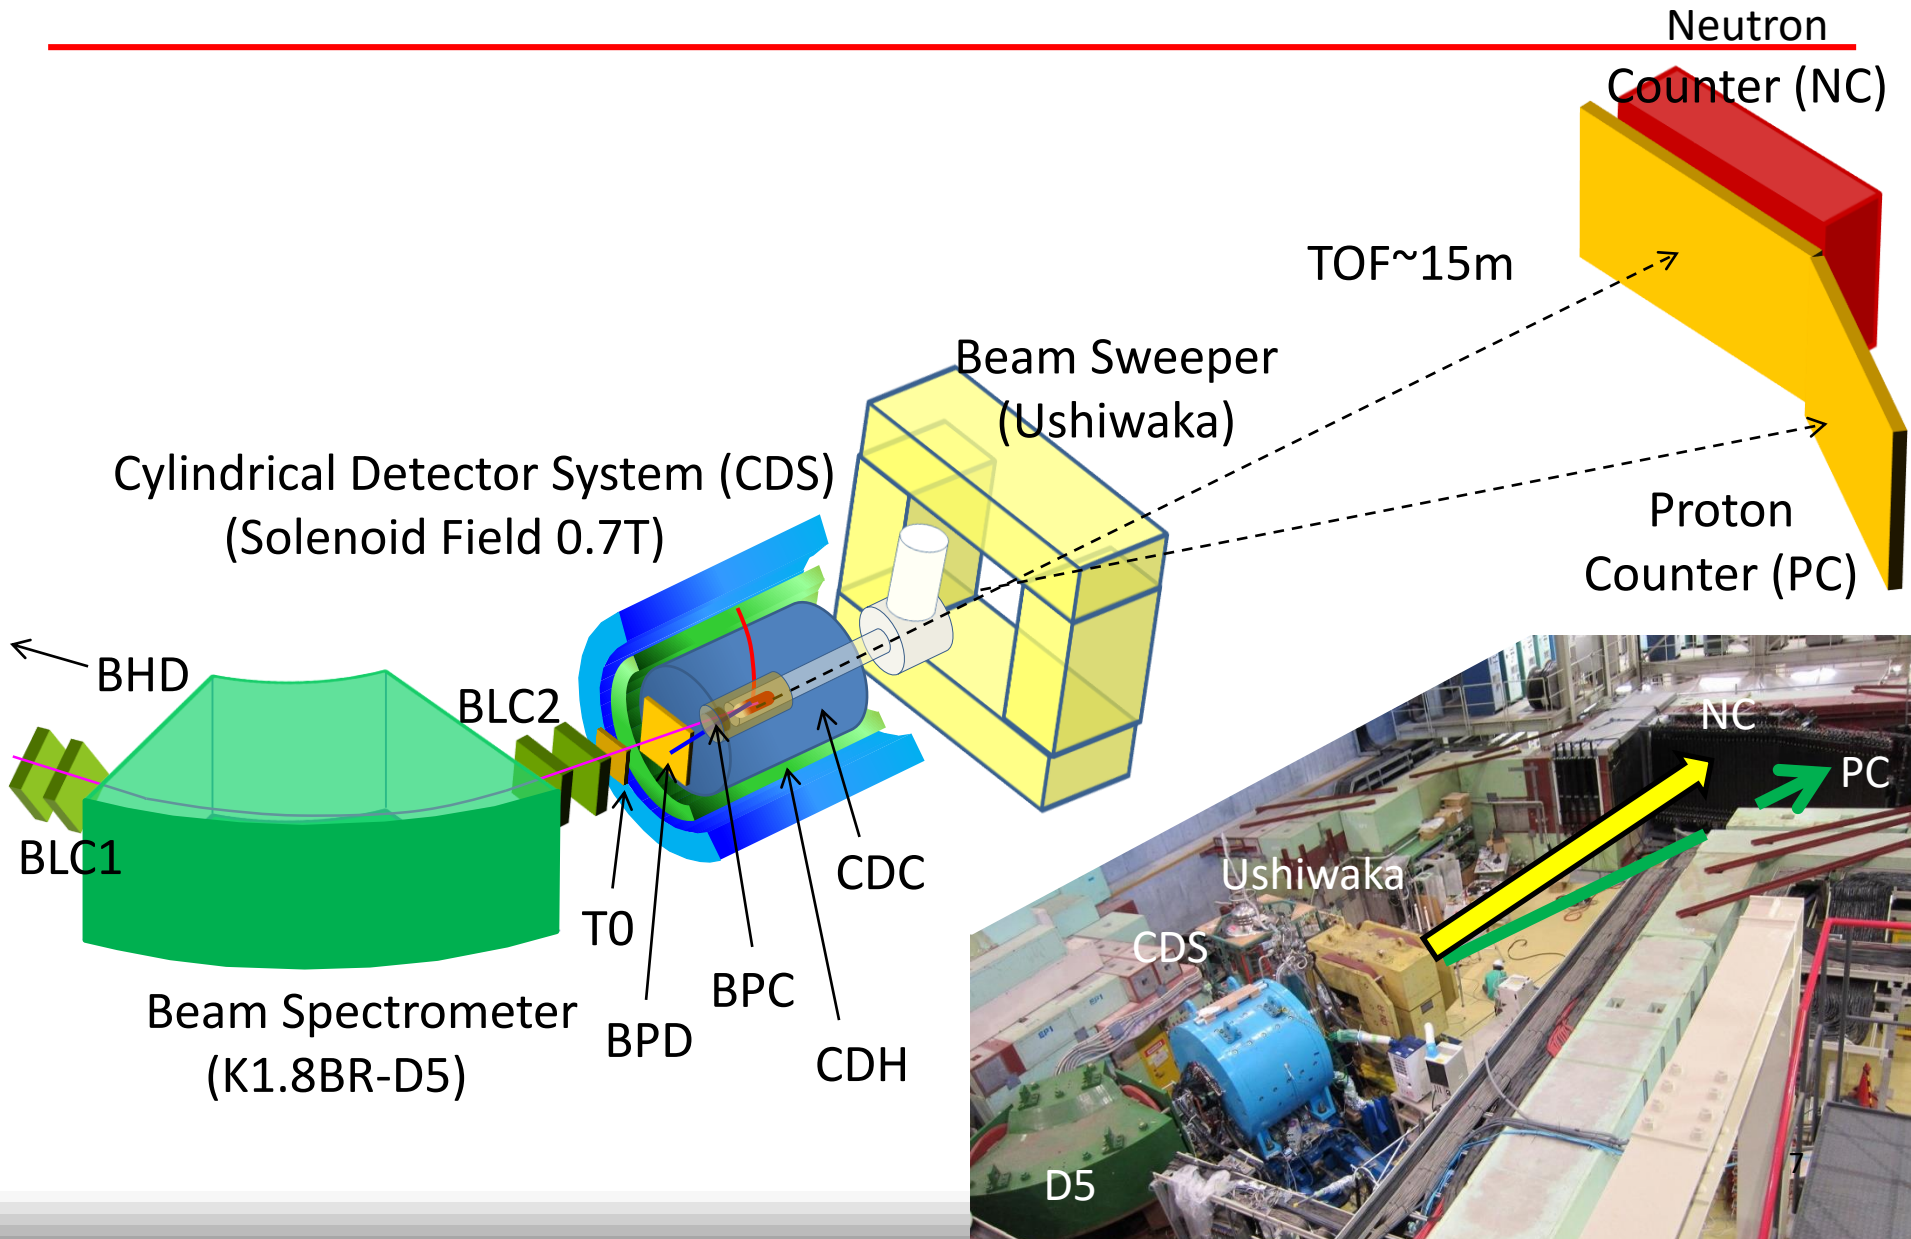 Neutron
Counter (NC)
TOF~15m
Beam Sweeper
(Ushiwaka)
Cylindrical Detector System (CDS)
(Solenoid Field 0.7T)
Proton
Counter (PC)
BHD
BLC2
BLC1
CDC
T0
BPC
BPD
CDH
Beam Spectrometer
(K1.8BR-D5)
NC
PC
Ushiwaka
CDS
EP1
EP1
D5
7